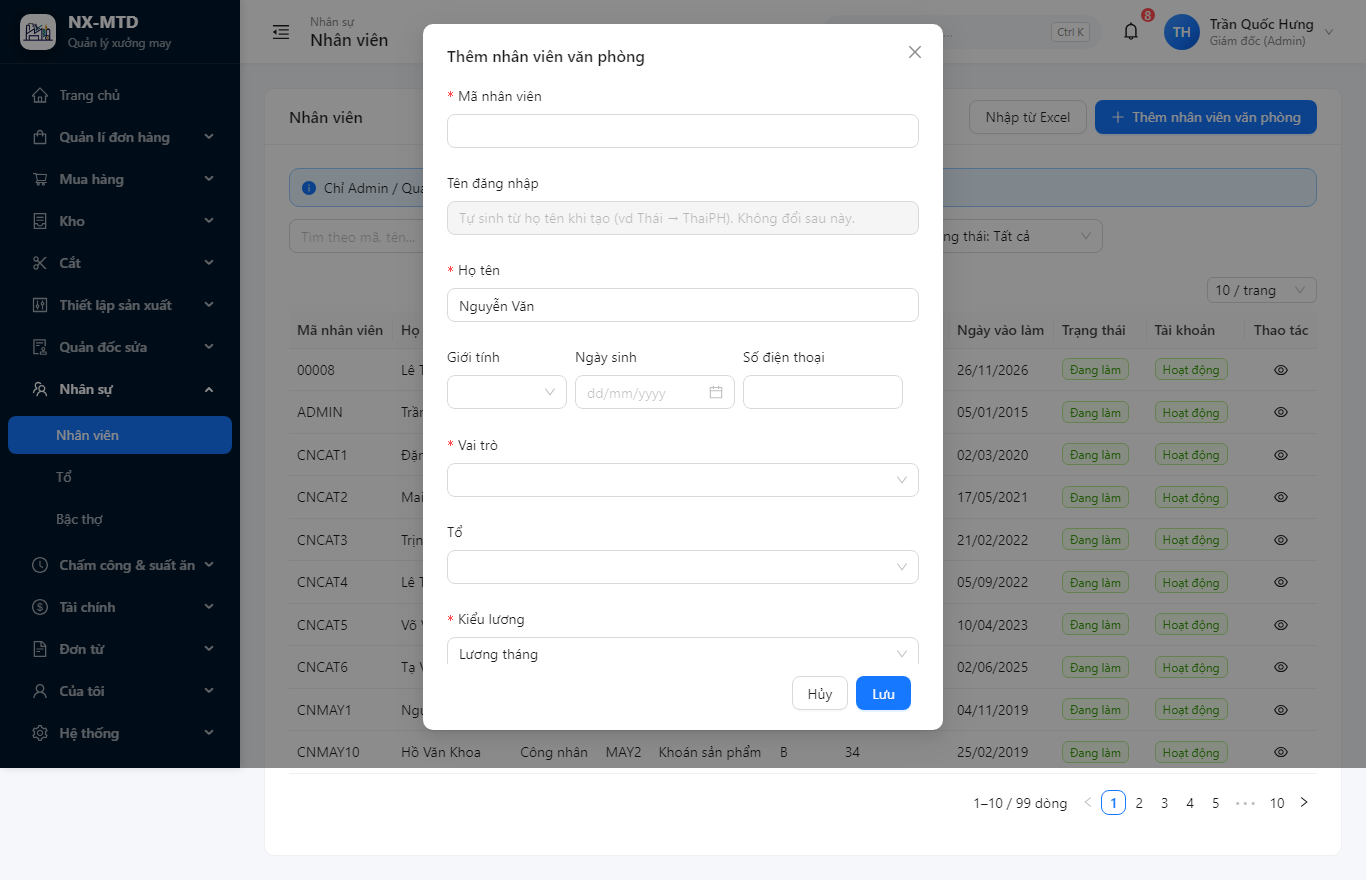 NX-MTD
Quản lý xưởng may
Trang chủ
Quản lí đơn hàng
Mua hàng
Kho
Cắt
Thiết lập sản xuất
Quản đốc sửa
Nhân sự
Nhân viên
Tổ
Bậc thợ
Chấm công & suất ăn
Tài chính
Đơn từ
Của tôi
Hệ thống
Nhân sự
Nhân viên
Ctrl K
8
TH
Trần Quốc Hưng
Giám đốc (Admin)
Nhân viên
Nhập từ Excel
Thêm nhân viên văn phòng
Chỉ Admin /
Tìm theo mã, tên...
thái: Tất cả
10 / trang
Mã nhân viên Họ Ngày vào làm Trạng thái Tài khoản Thao tác
00008 Lê 26/11/2026 Đang làm Hoạt động
ADMIN 05/01/2015 Đang làm Hoạt động
CNCAT1 02/03/2020 Đang làm Hoạt động
CNCAT2 Mai 17/05/2021 Đang làm Hoạt động
CNCAT3 21/02/2022 Đang làm Hoạt động
CNCAT4 Lê 05/09/2022 Đang làm Hoạt động
CNCAT5 Võ 10/04/2023 Đang làm Hoạt động
CNCAT6 Tạ 02/06/2025 Đang làm Hoạt động
CNMAY1 04/11/2019 Đang làm Hoạt động
CNMAY10 Hồ Văn Khoa Công nhân MAY2 Khoán sản phẩm B 34 25/02/2019 Đang làm Hoạt động
1–10 / 99 dòng 1 2 3 4 5 ••• 10
Thêm nhân viên văn phòng
* Mã nhân viên
Tên đăng nhập
Tự sinh từ họ tên khi tạo (vd Thái → ThaiPH). Không đổi sau này.
* Họ tên
Nguyễn Văn
Giới tính Ngày sinh Số điện thoại
dd/mm/yyyy
* Vai trò
Tổ
* Kiểu lương
Lương tháng
Hủy Lưu